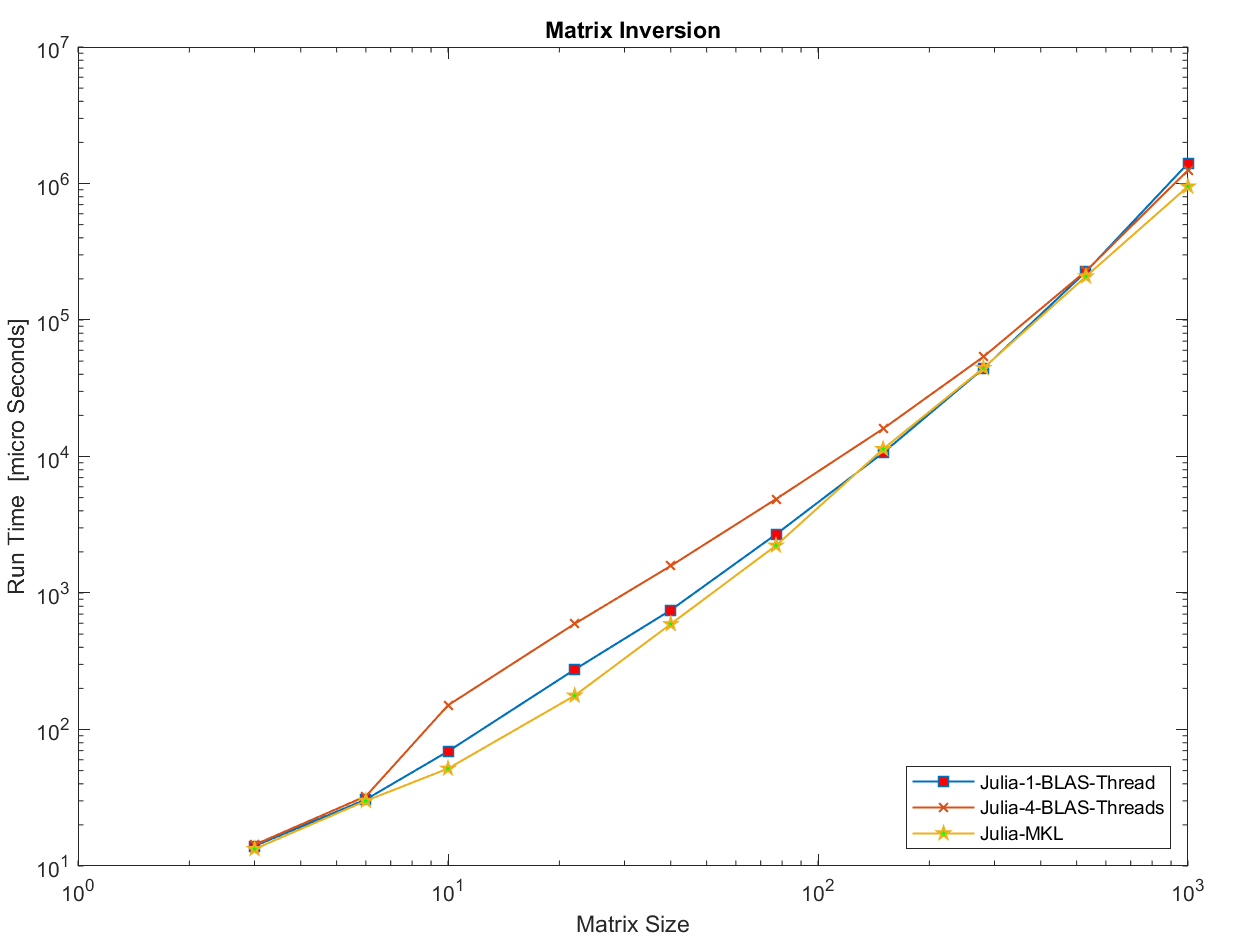 Matrix Inversion
10^7
10^6
10^5
10^4
10^3
10^2
10^1
Run Time [micro Seconds]
10^0 10^1 10^2 10^3
Matrix Size
Julia-1-BLAS-Thread
Julia-4-BLAS-Threads
Julia-MKL